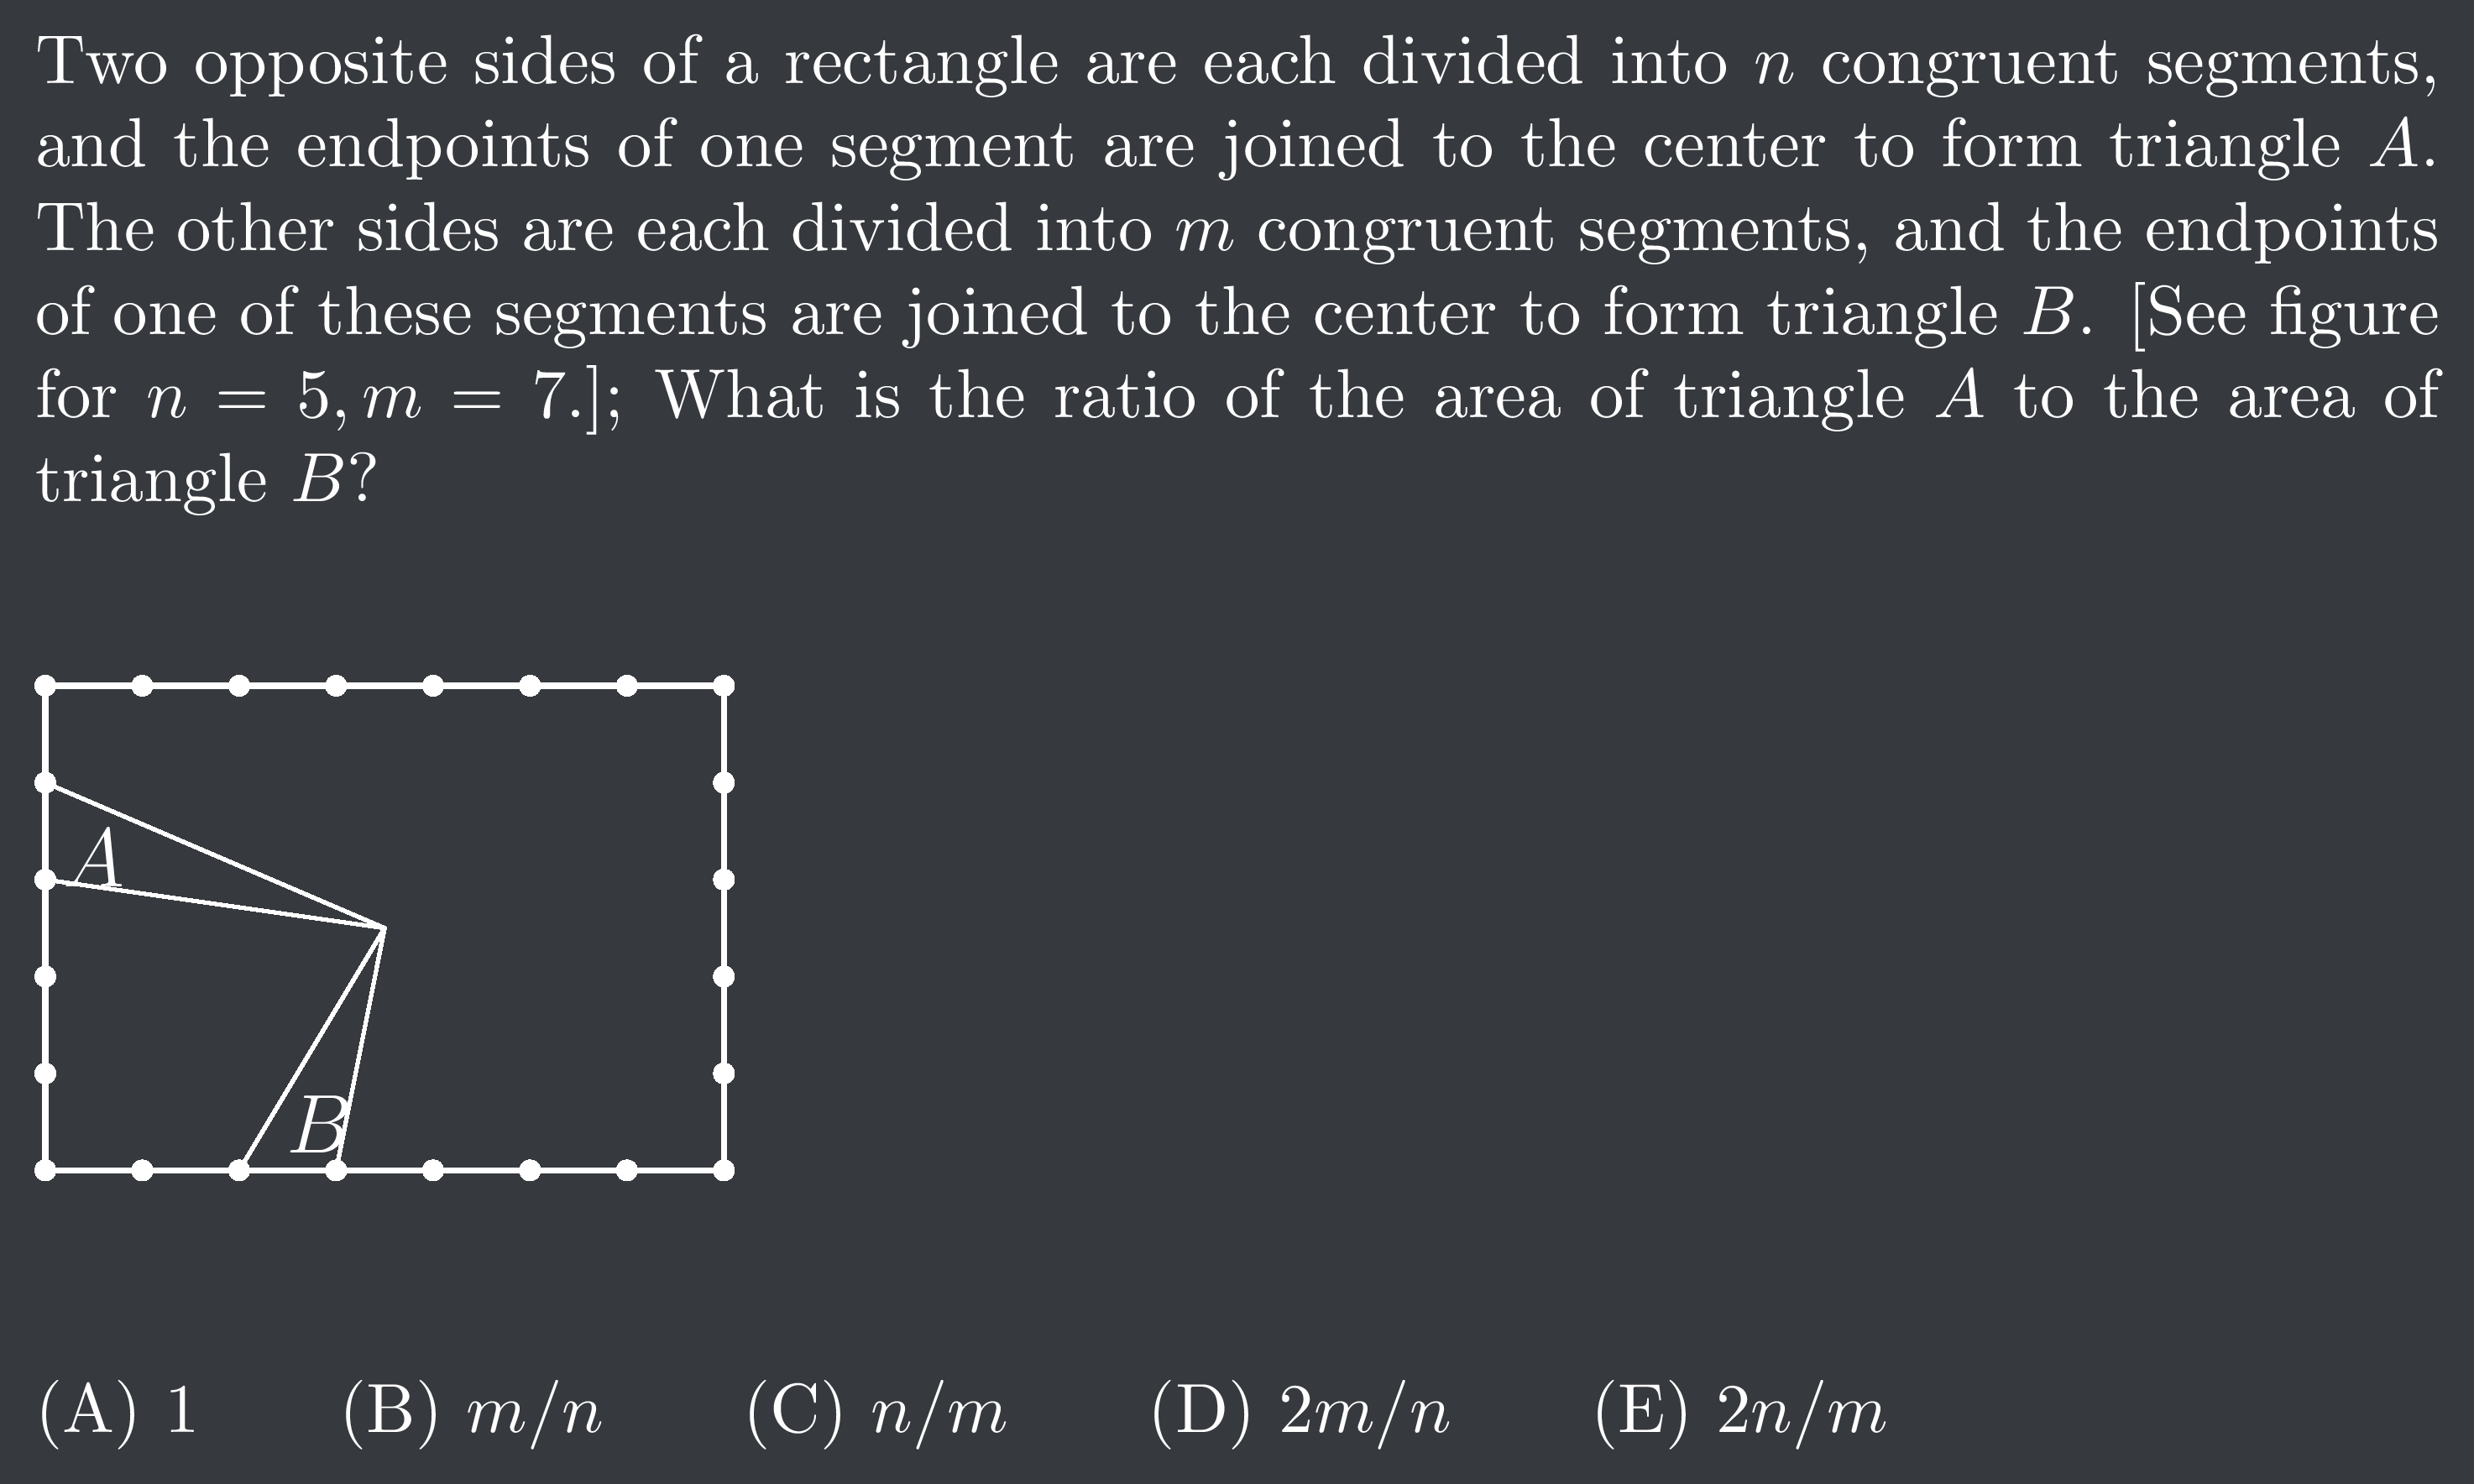 Two opposite sides of a rectangle are each divided into n congruent segments,
and the endpoints of one segment are joined to the center to form triangle A.
The other sides are each divided into m congruent segments, and the endpoints
of one of these segments are joined to the center to form triangle B. [See figure
for n = 5, m = 7.]; What is the ratio of the area of triangle A to the area of
triangle B?
A
B
(A) 1 (B) m/n (C) n/m (D) 2m/n (E) 2n/m